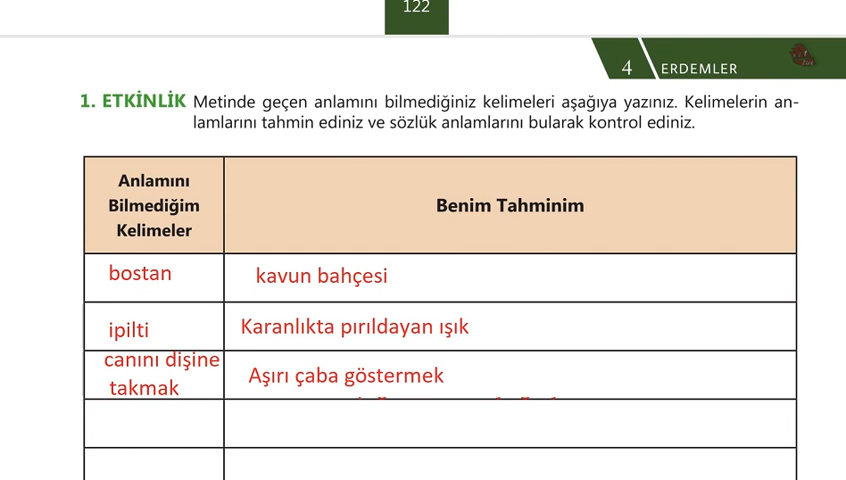 122
4 ERDEMLER
1. ETKİNLİK Metinde geçen anlamını bilmediğiniz kelimeleri aşağıya yazınız. Kelimelerin an-
lamlarını tahmin ediniz ve sözlük anlamlarını bularak kontrol ediniz.
Anlamını
Bilmediğim
Kelimeler
Benim Tahminim
bostan
kavun bahçesi
ipilti
Karanlıkta pırıldayan ışık
canını dişine
takmak
Aşırı çaba göstermek